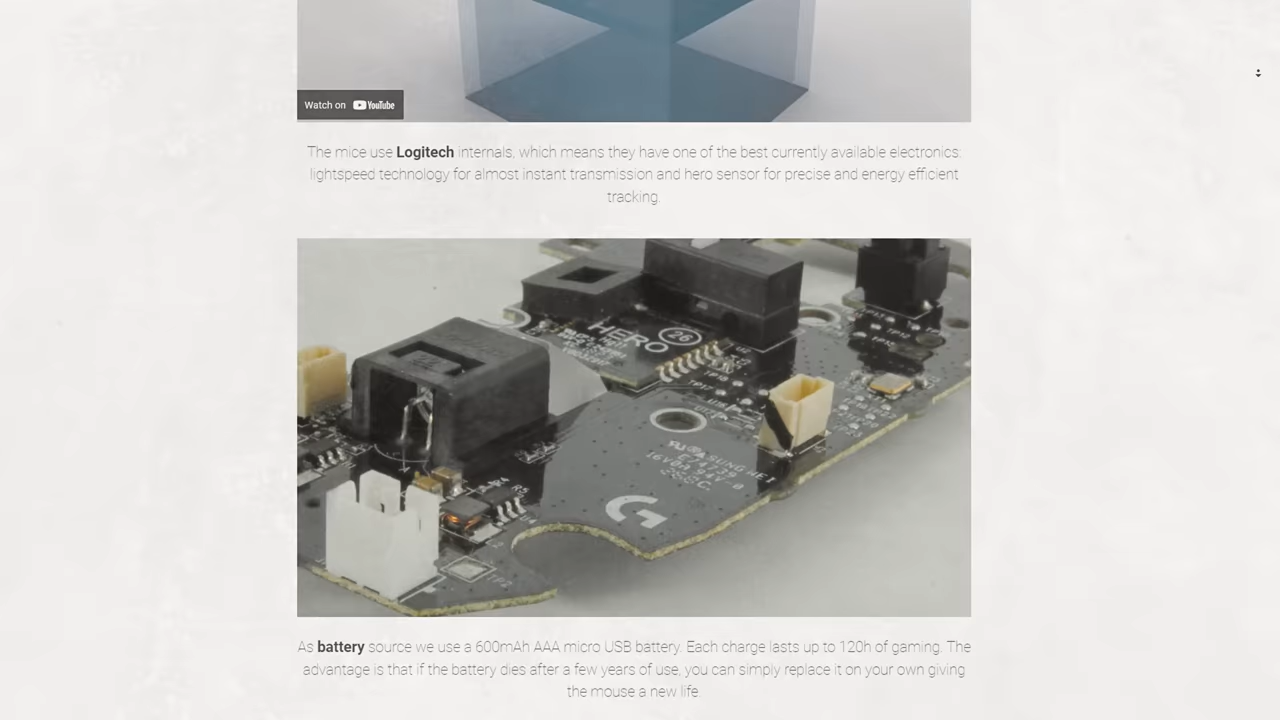 Watch on YouTube
The mice use Logitech internals, which means they have one of the best currently available electronics:
lightspeed technology for almost instant transmission and hero sensor for precise and energy efficient
tracking.
HERO
26
16V0A 94V-0
As battery source we use a 600mAh AAA micro USB battery. Each charge lasts up to 120h of gaming. The
advantage is that if the battery dies after a few years of use, you can simply replace it on your own giving
the mouse a new life.